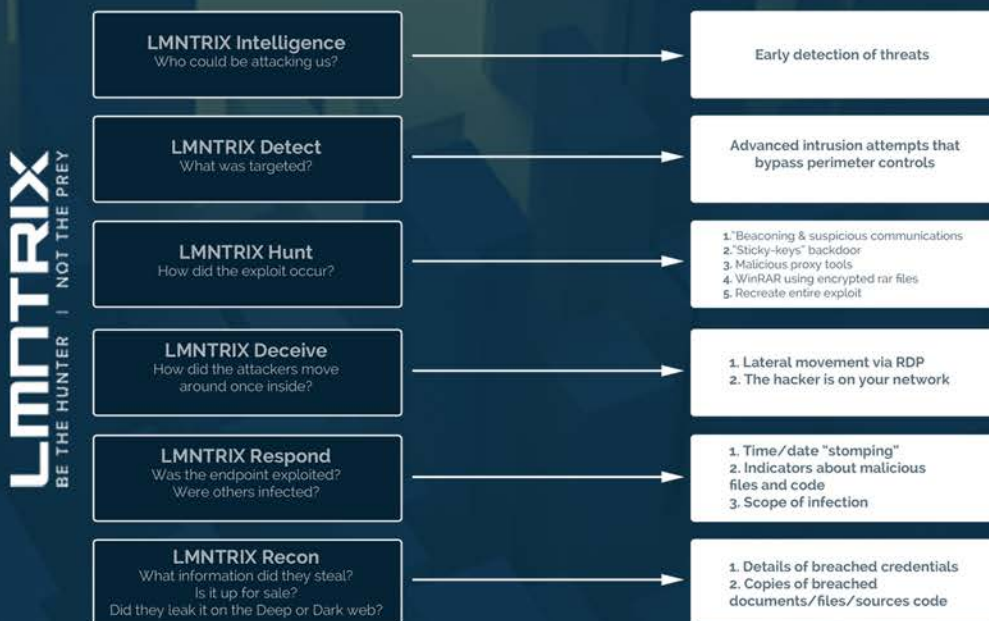 LMNTRIX
BE THE HUNTER | NOT THE PREY
LMNTRIX Intelligence
Who could be attacking us?
Early detection of threats
LMNTRIX Detect
What was targeted?
Advanced intrusion attempts that
bypass perimeter controls
LMNTRIX Hunt
How did the exploit occur?
1."Beaconing & suspicious communications
2."Sticky-keys" backdoor
3. Malicious proxy tools
4. WinRAR using encrypted rar files
5. Recreate entire exploit
LMNTRIX Deceive
How did the attackers move
around once inside?
1. Lateral movement via RDP
2. The hacker is on your network
LMNTRIX Respond
Was the endpoint exploited?
Were others infected?
1. Time/date "stomping"
2. Indicators about malicious
files and code
3. Scope of infection
LMNTRIX Recon
What information did they steal?
Is it up for sale?
Did they leak it on the Deep or Dark web?
1. Details of breached credentials
2. Copies of breached
documents/files/sources code